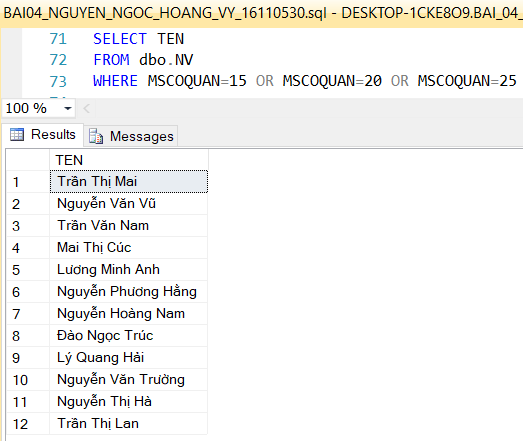 BAI04_NGUYEN_NGOC_HOANG_VY_16110530.sql - DESKTOP-1CKE8O9.BAI_04_
71 SELECT TEN
72 FROM dbo.NV
73 WHERE MSCOQUAN=15 OR MSCOQUAN=20 OR MSCOQUAN=25
100 %
Results Messages
TEN
1 Trần Thị Mai
2 Nguyễn Văn Vũ
3 Trần Văn Nam
4 Mai Thị Cúc
5 Lương Minh Anh
6 Nguyễn Phương Hằng
7 Nguyễn Hoàng Nam
8 Đào Ngọc Trúc
9 Lý Quang Hải
10 Nguyễn Văn Trường
11 Nguyễn Thị Hà
12 Trần Thị Lan